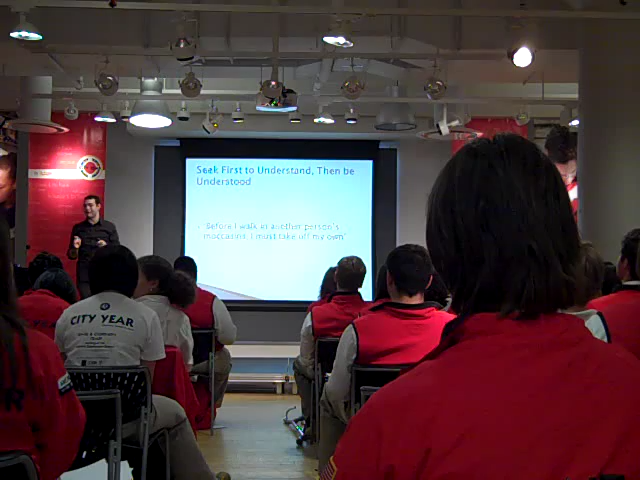 Seek First to Understand, Then be
Understood
"Before I walk in another person's
moccasins, I must take off my own"
CITY YEAR